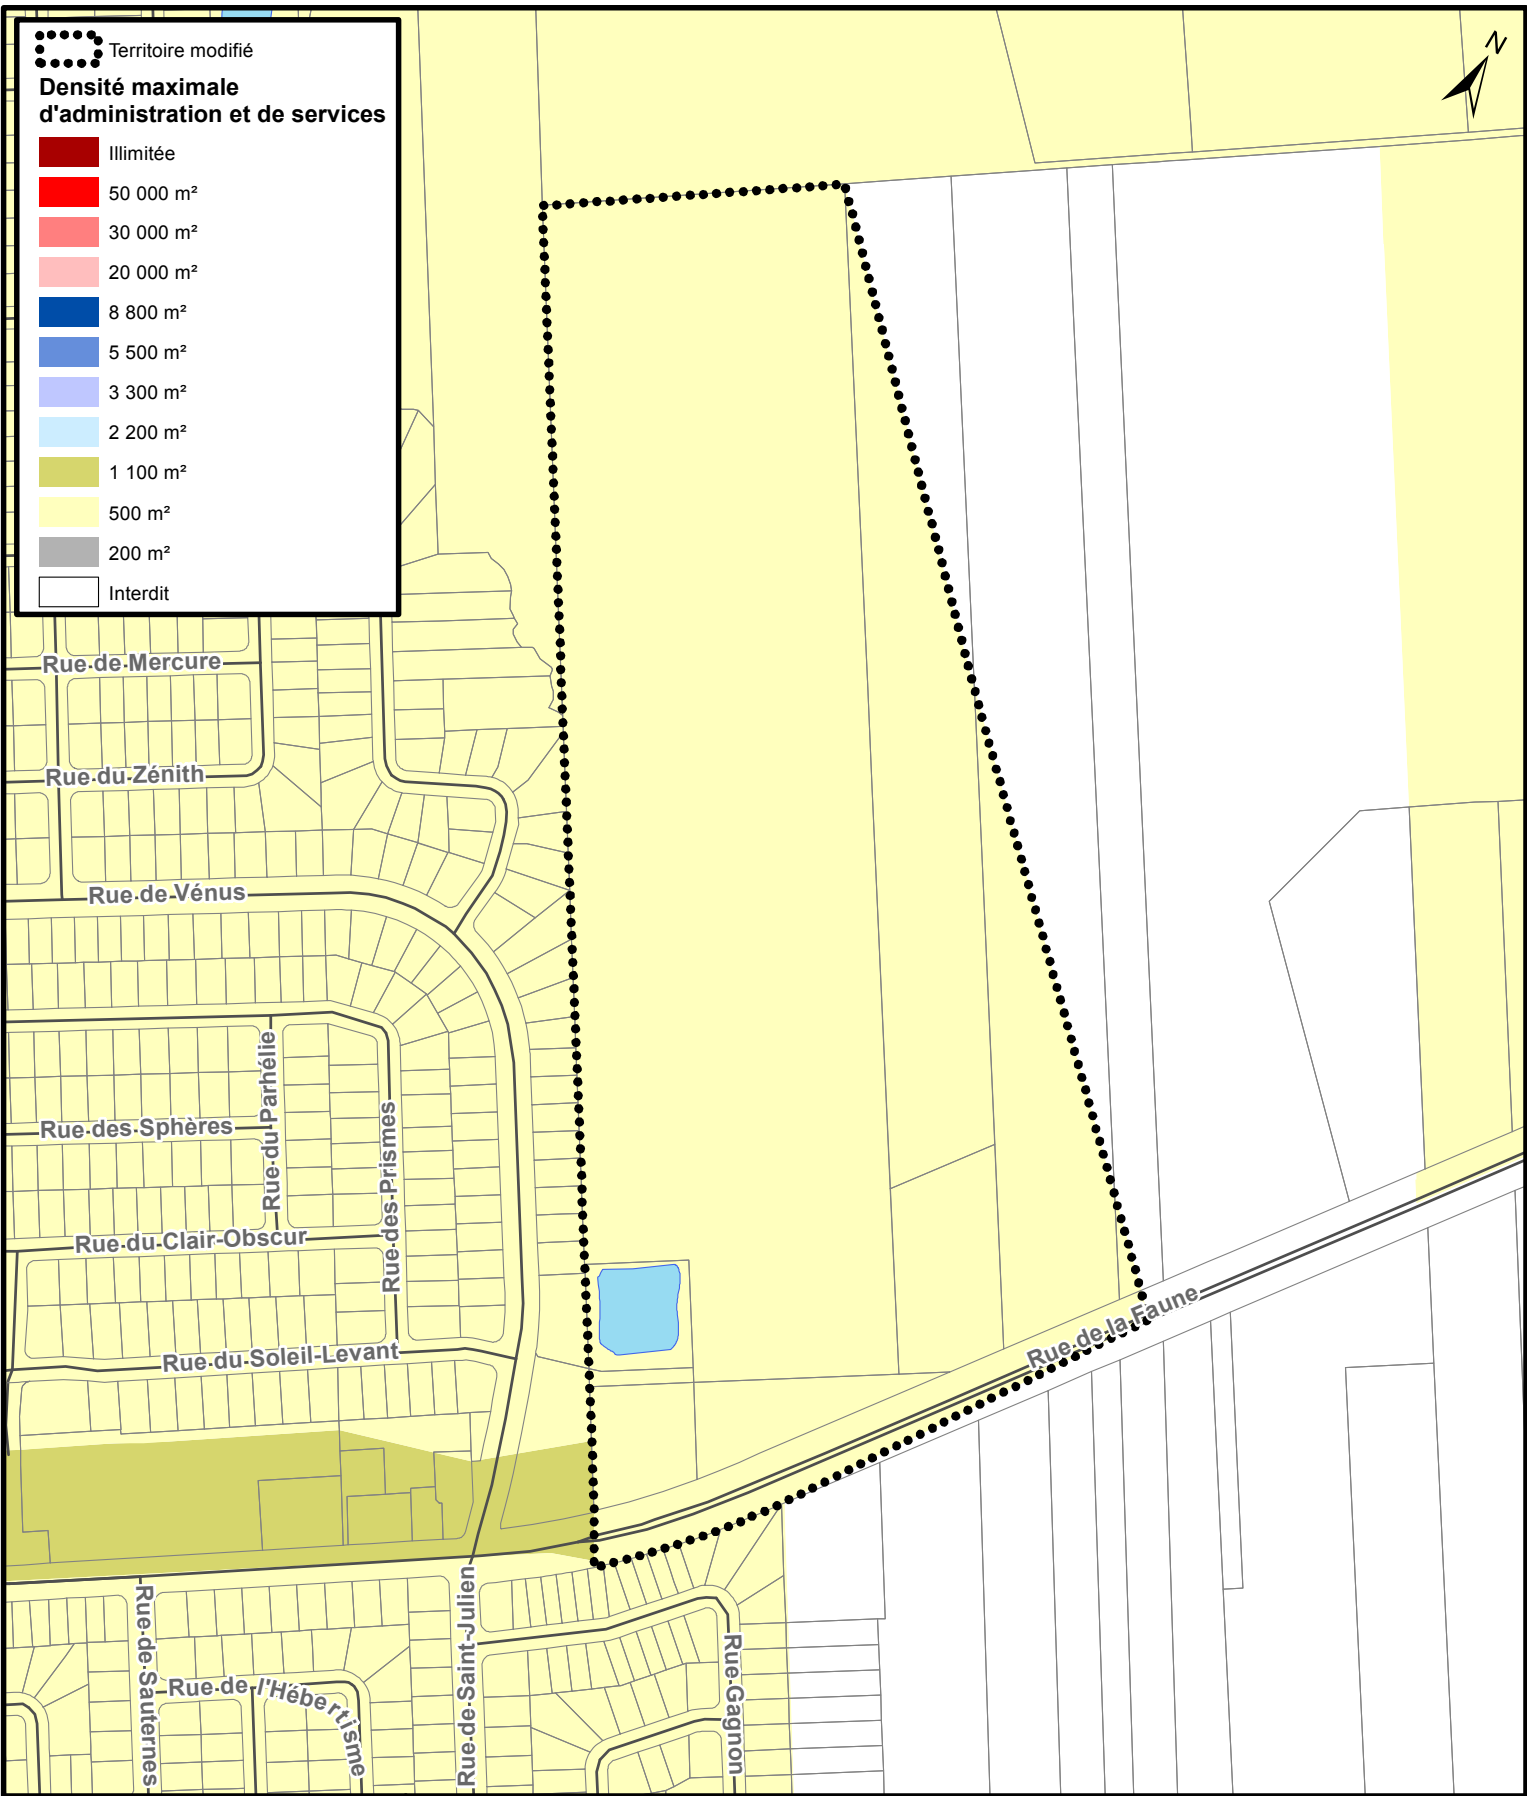 N
Territoire modifié
Densité maximale
d'administration et de services
Illimitée
50 000 m²
30 000 m²
20 000 m²
8 800 m²
5 500 m²
3 300 m²
2 200 m²
1 100 m²
500 m²
200 m²
Interdit
Rue de Mercure
Rue du Zénith
Rue de Vénus
Rue du Parhélie
Rue des Sphères
Rue des Prismes
Rue du Clair-Obscur
Rue du Soleil-Levant
Rue de la Faune
Rue de Sauternes
Rue de l'Hébertisme
Rue de Saint-Julien
Rue Gagnon